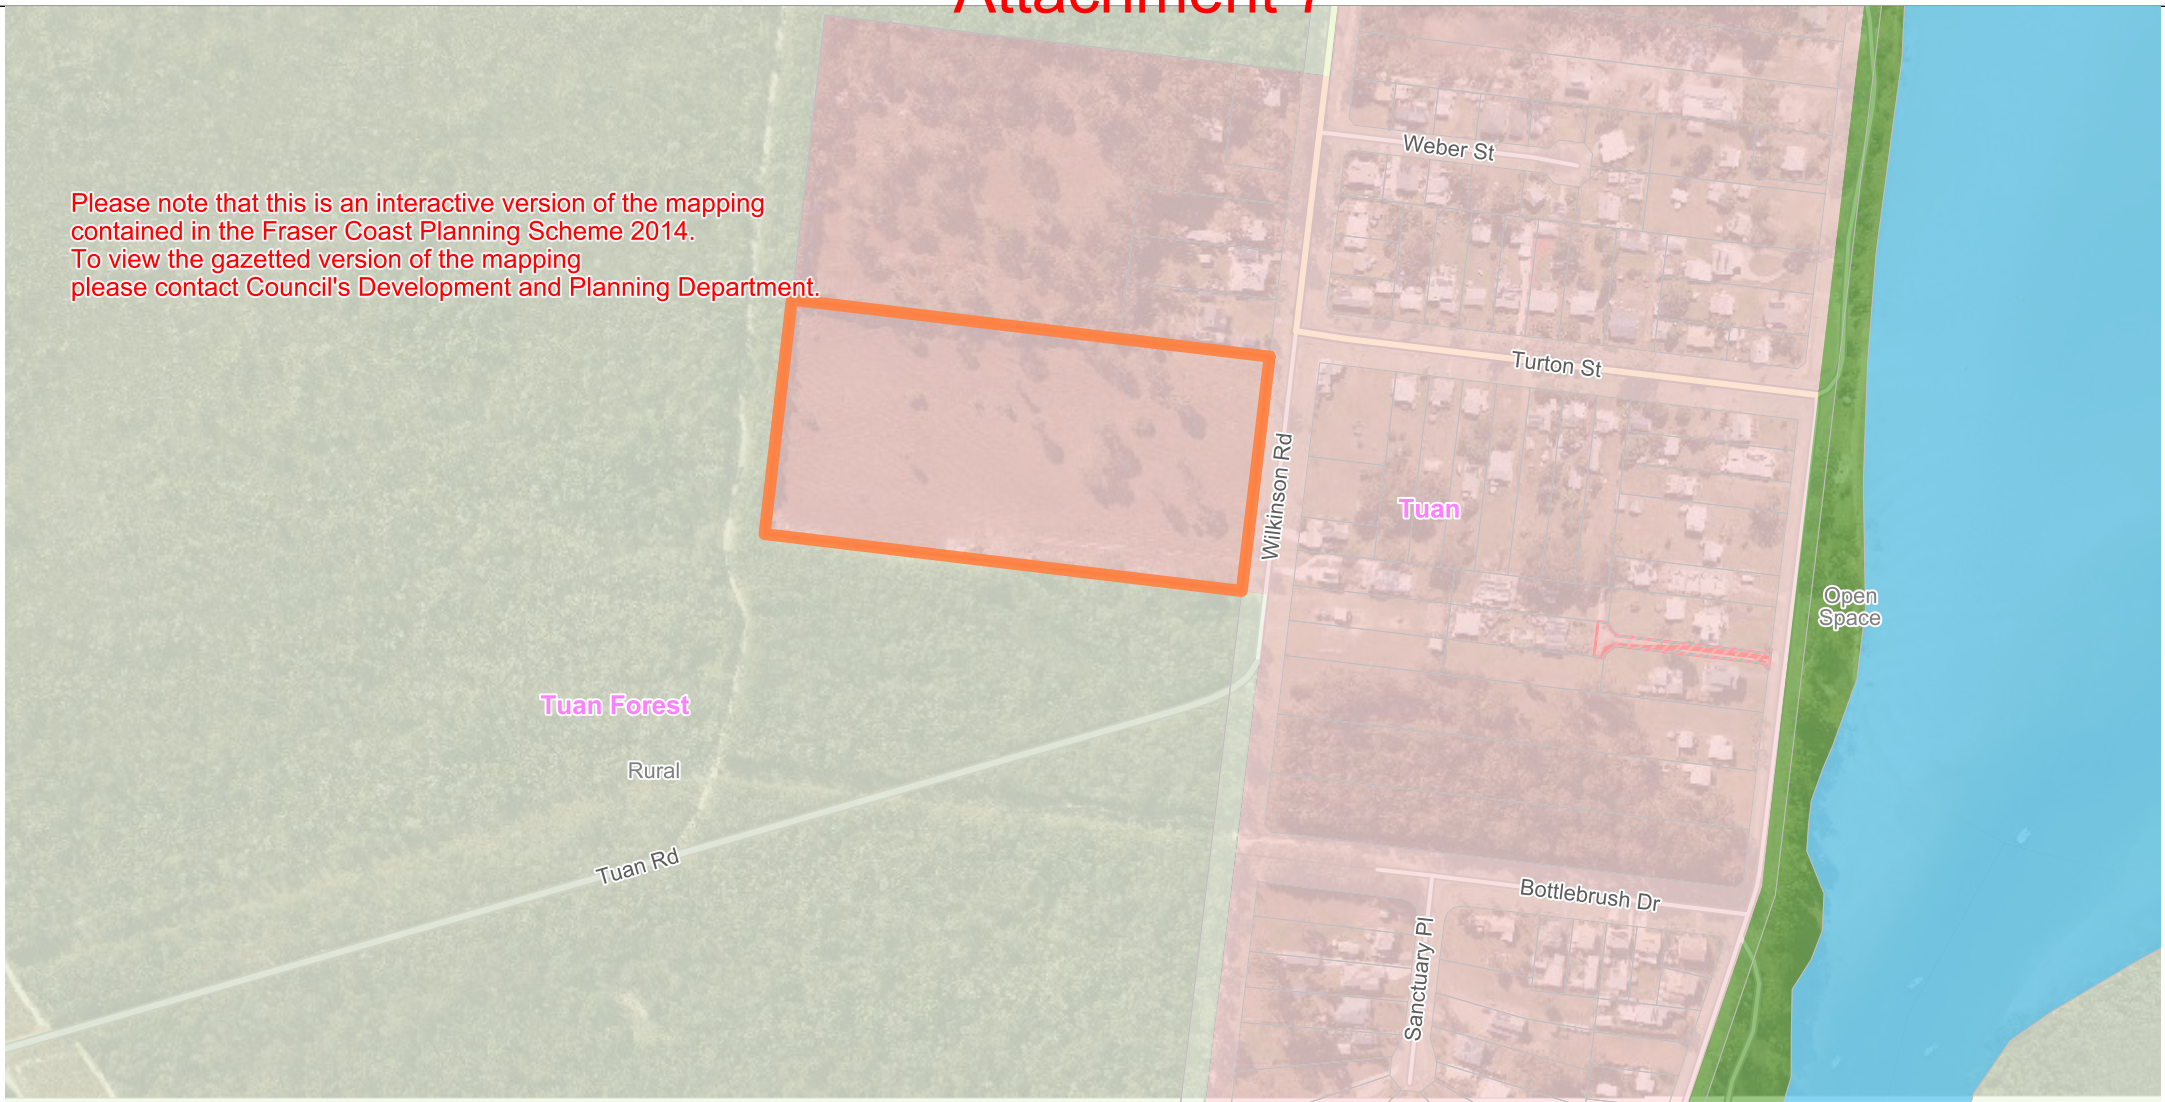 Attachment 7
Weber St
Please note that this is an interactive version of the mapping
contained in the Fraser Coast Planning Scheme 2014.
To view the gazetted version of the mapping
please contact Council's Development and Planning Department.
Turton St
Wilkinson Rd
Tuan
Open
Space
Tuan Forest
Rural
Tuan Rd
Bottlebrush Dr
Sanctuary Pl